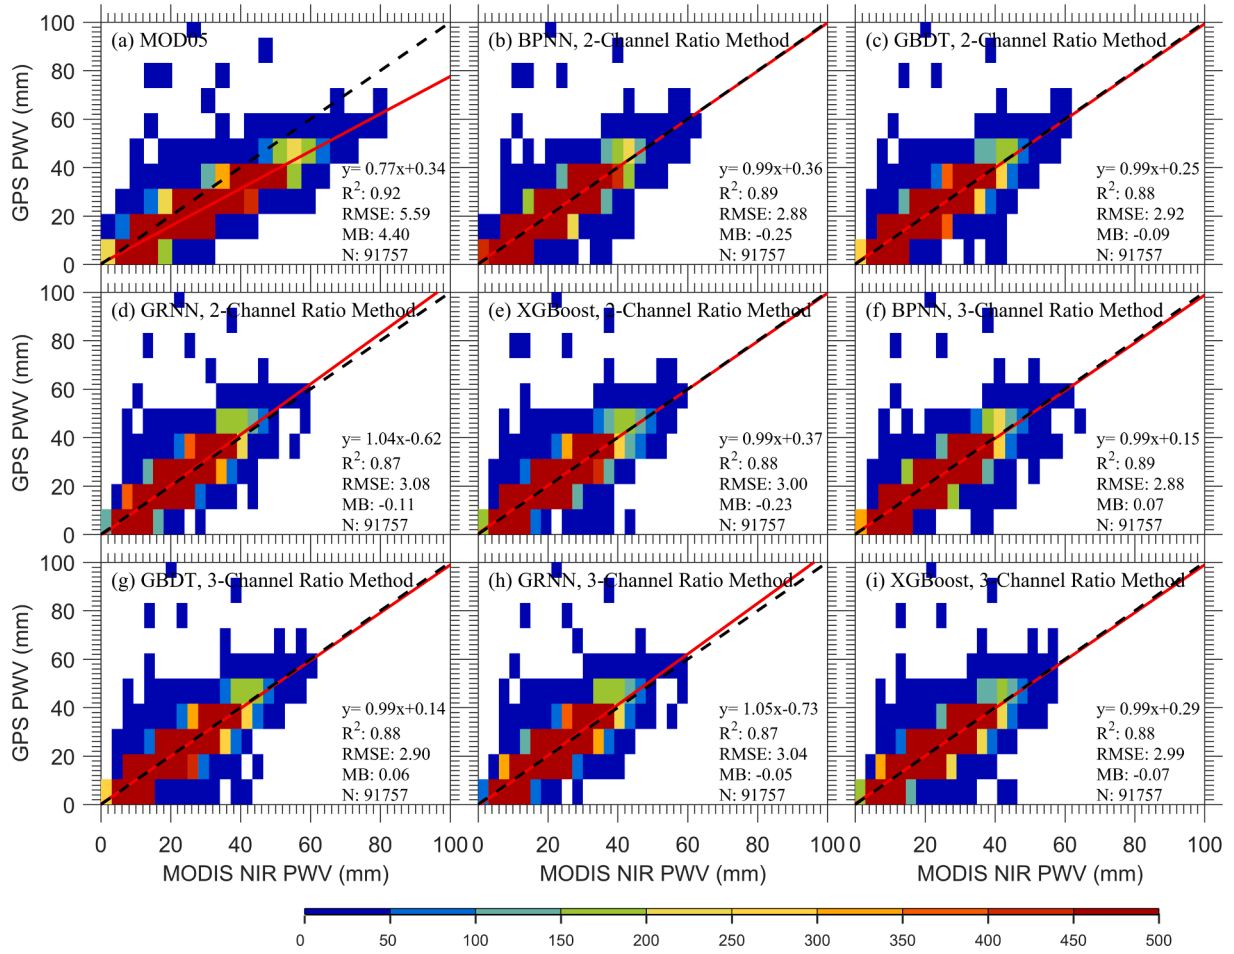 (a) MOD05
y= 0.77x+0.34
R²: 0.92
RMSE: 5.59
MB: 4.40
N: 91757
(b) BPNN, 2-Channel Ratio Method
y= 0.99x+0.36
R²: 0.89
RMSE: 2.88
MB: -0.25
N: 91757
(c) GBDT, 2-Channel Ratio Method
y= 0.99x+0.25
R²: 0.88
RMSE: 2.92
MB: -0.09
N: 91757
100
80
60
40
20
0
GPS PWV (mm)
(d) GRNN, 2-Channel Ratio Method
y= 1.04x-0.62
R²: 0.87
RMSE: 3.08
MB: -0.11
N: 91757
(e) XGBoost, 2-Channel Ratio Method
y= 0.99x+0.37
R²: 0.88
RMSE: 3.00
MB: -0.23
N: 91757
(f) BPNN, 3-Channel Ratio Method
y= 0.99x+0.15
R²: 0.89
RMSE: 2.88
MB: 0.07
N: 91757
100
80
60
40
20
0
GPS PWV (mm)
(g) GBDT, 3-Channel Ratio Method
y= 0.99x+0.14
R²: 0.88
RMSE: 2.90
MB: 0.06
N: 91757
(h) GRNN, 3-Channel Ratio Method
y= 1.05x-0.73
R²: 0.87
RMSE: 3.04
MB: -0.05
N: 91757
(i) XGBoost, 3-Channel Ratio Method
y= 0.99x+0.29
R²: 0.88
RMSE: 2.99
MB: -0.07
N: 91757
100
80
60
40
20
0
GPS PWV (mm)
0 20 40 60 80 100 0 20 40 60 80 100 0 20 40 60 80 100
MODIS NIR PWV (mm) MODIS NIR PWV (mm) MODIS NIR PWV (mm)
0 50 100 150 200 250 300 350 400 450 500